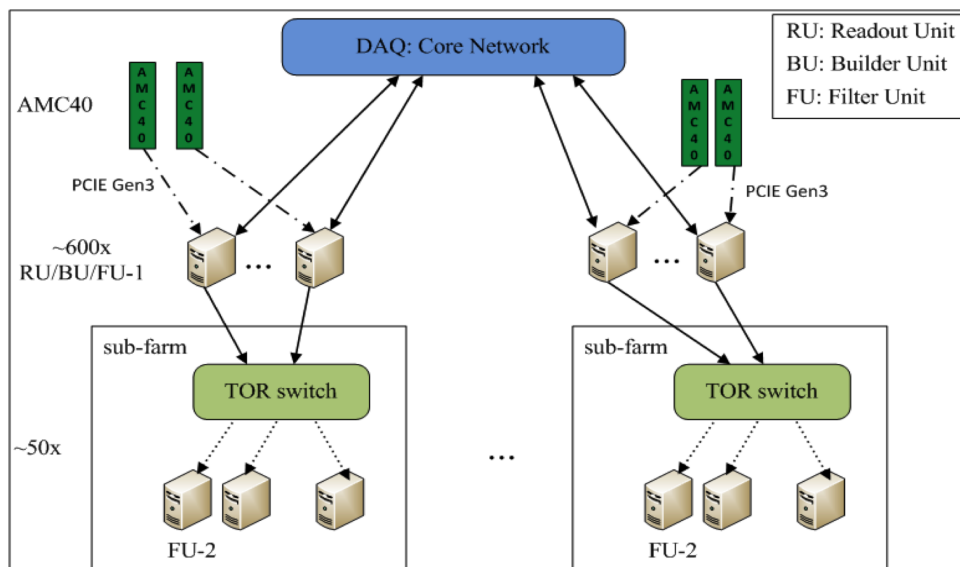 DAQ: Core Network
RU: Readout Unit
BU: Builder Unit
FU: Filter Unit
AMC40
AMC40
AMC40
AMC40
AMC40
PCIE Gen3
PCIE Gen3
~600x
RU/BU/FU-1
...
...
sub-farm
sub-farm
TOR switch
TOR switch
~50x
...
FU-2
FU-2